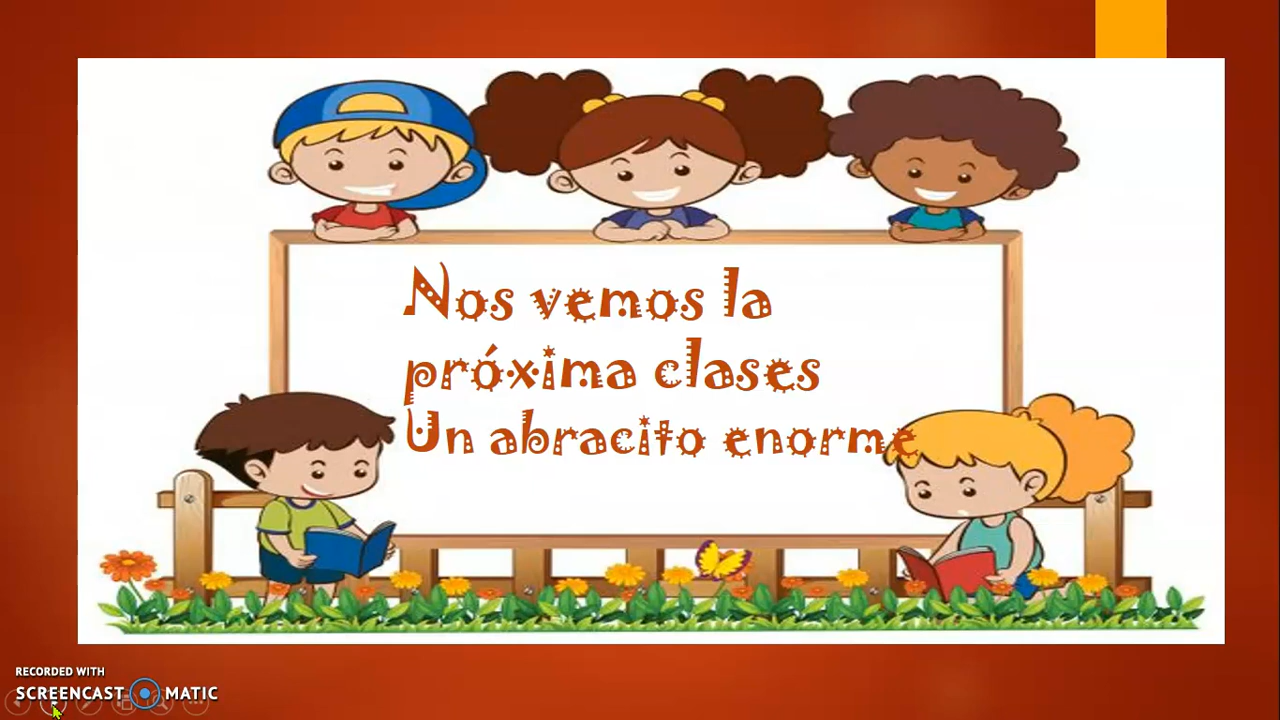 Nos vemos la
próxima clases
Un abracito enorme
RECORDED WITH
SCREENCAST MATIC